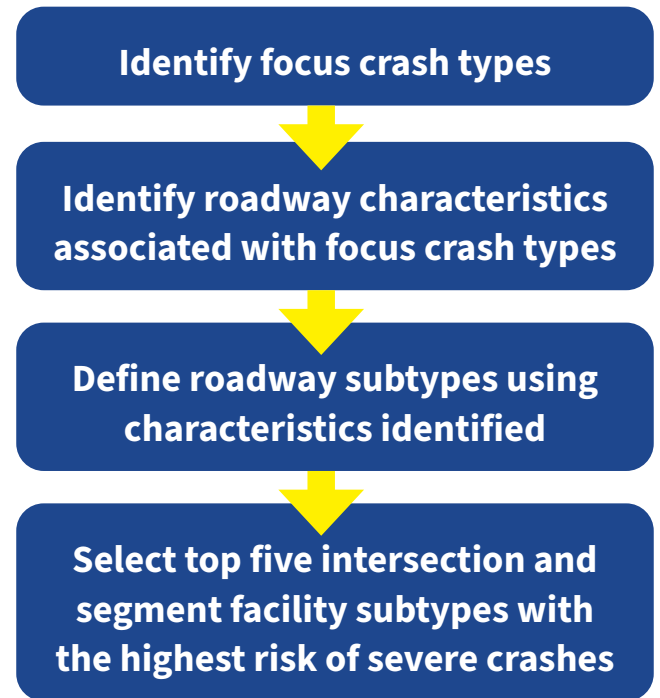 Identify focus crash types
Identify roadway characteristics
associated with focus crash types
Define roadway subtypes using
characteristics identified
Select top five intersection and
segment facility subtypes with
the highest risk of severe crashes